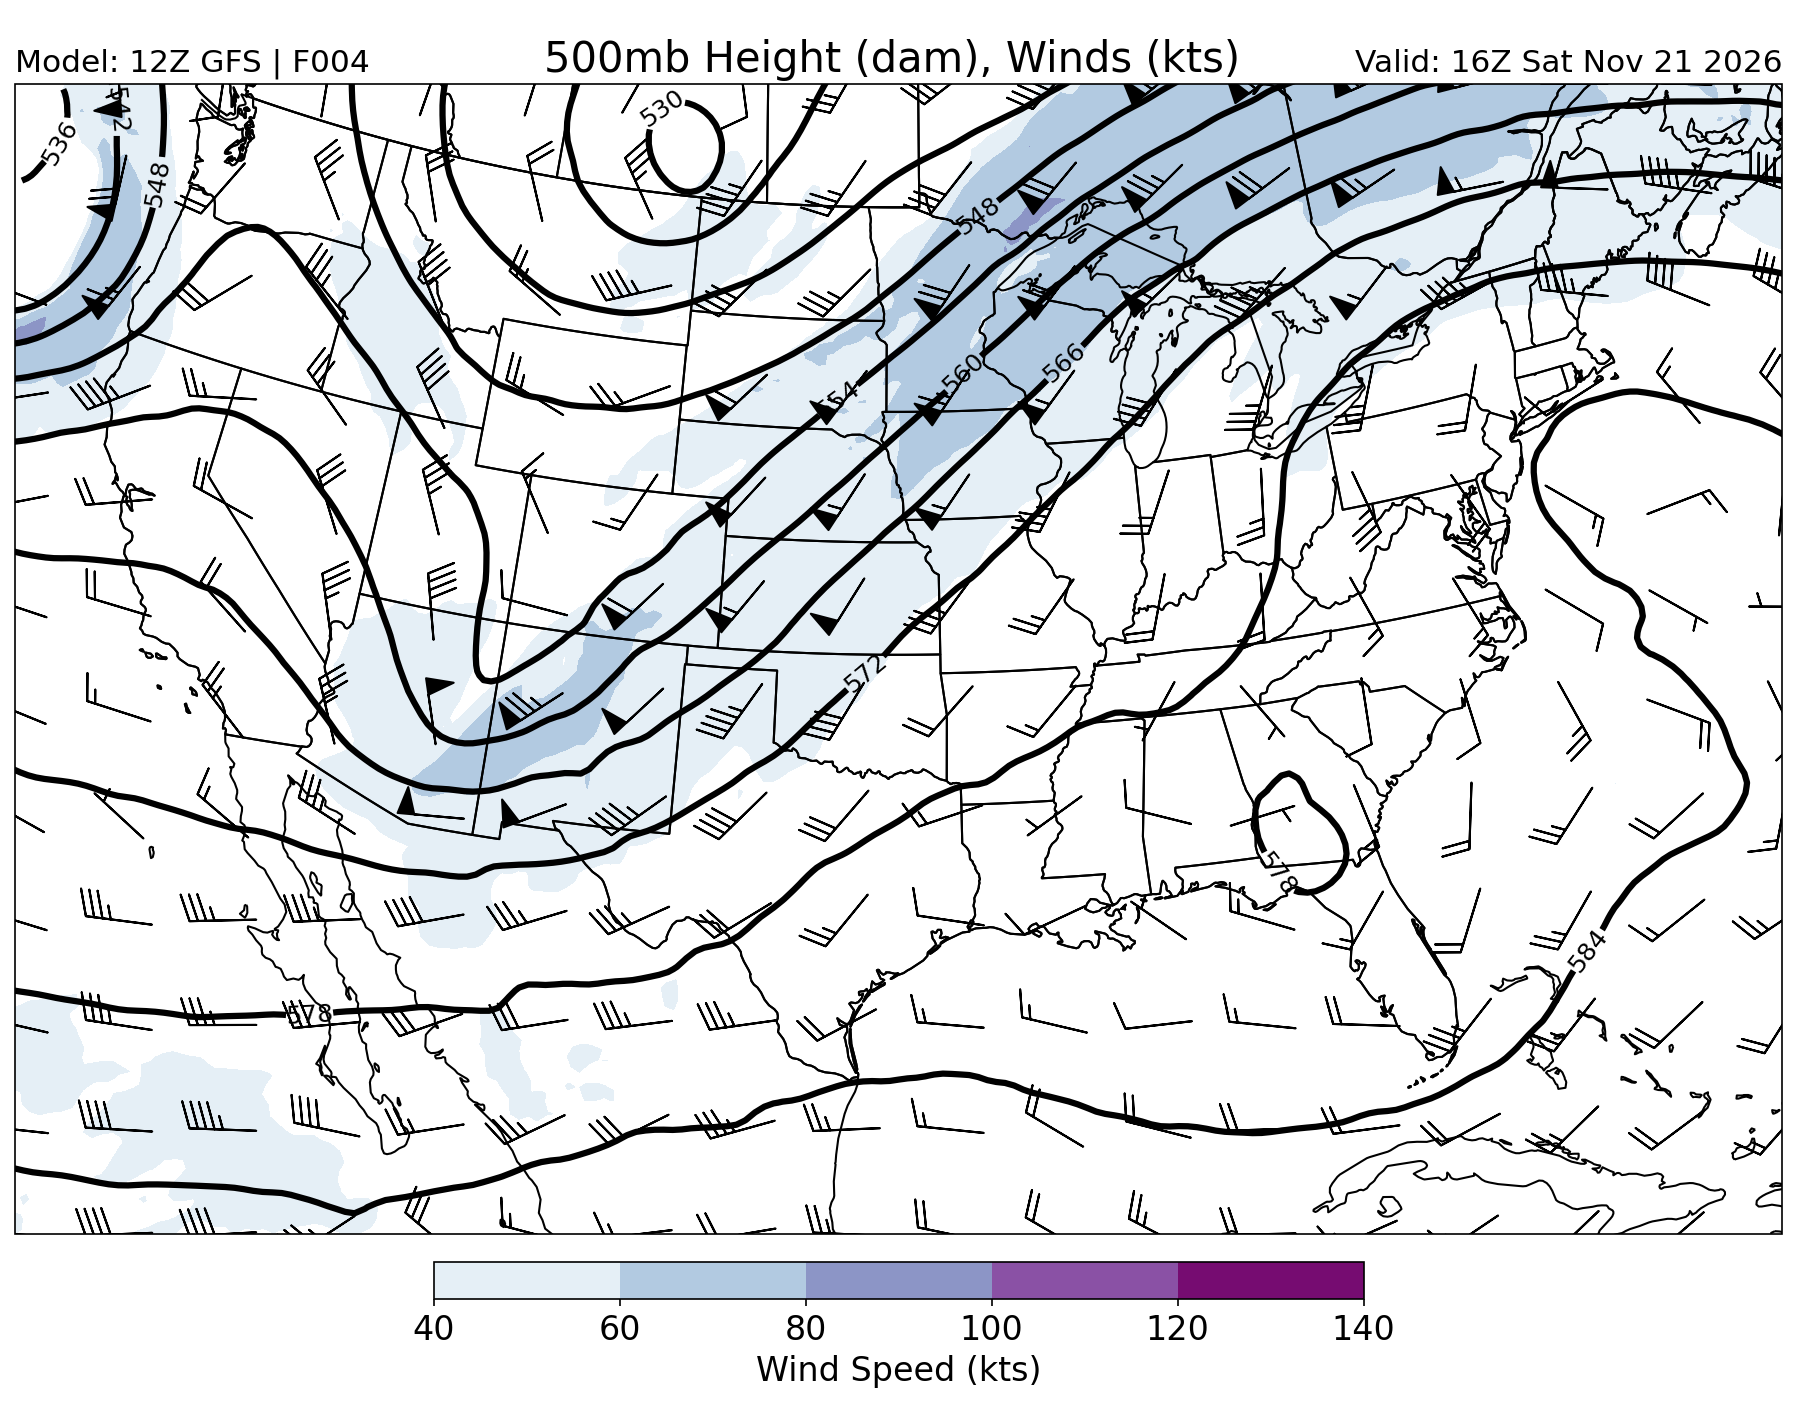 Model: 12Z GFS | F004
500mb Height (dam), Winds (kts)
Valid: 16Z Sat Nov 21 2026
542
530
536
548
548
554
560
566
572
578
584
578
40 60 80 100 120 140
Wind Speed (kts)